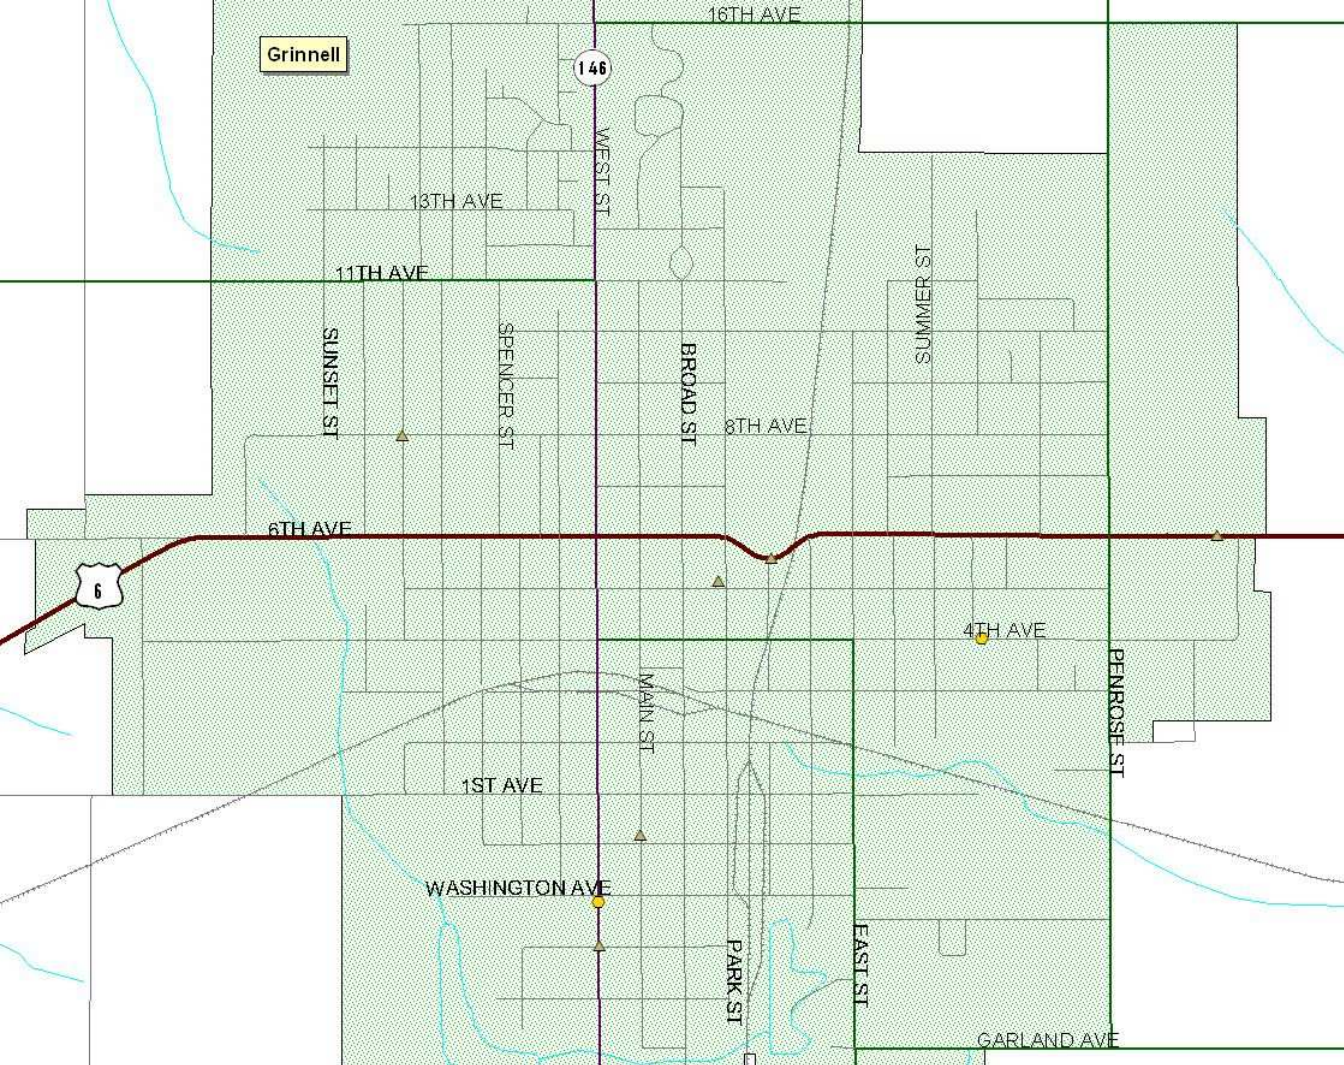 16TH AVE
Grinnell
146
WEST ST
13TH AVE
11TH AVE
SUMMER ST
SUNSET ST
SPENCER ST
BROAD ST
8TH AVE
6TH AVE
6
4TH AVE
PENROSE ST
MAIN ST
1ST AVE
WASHINGTON AVE
PARK ST
EAST ST
GARLAND AVE